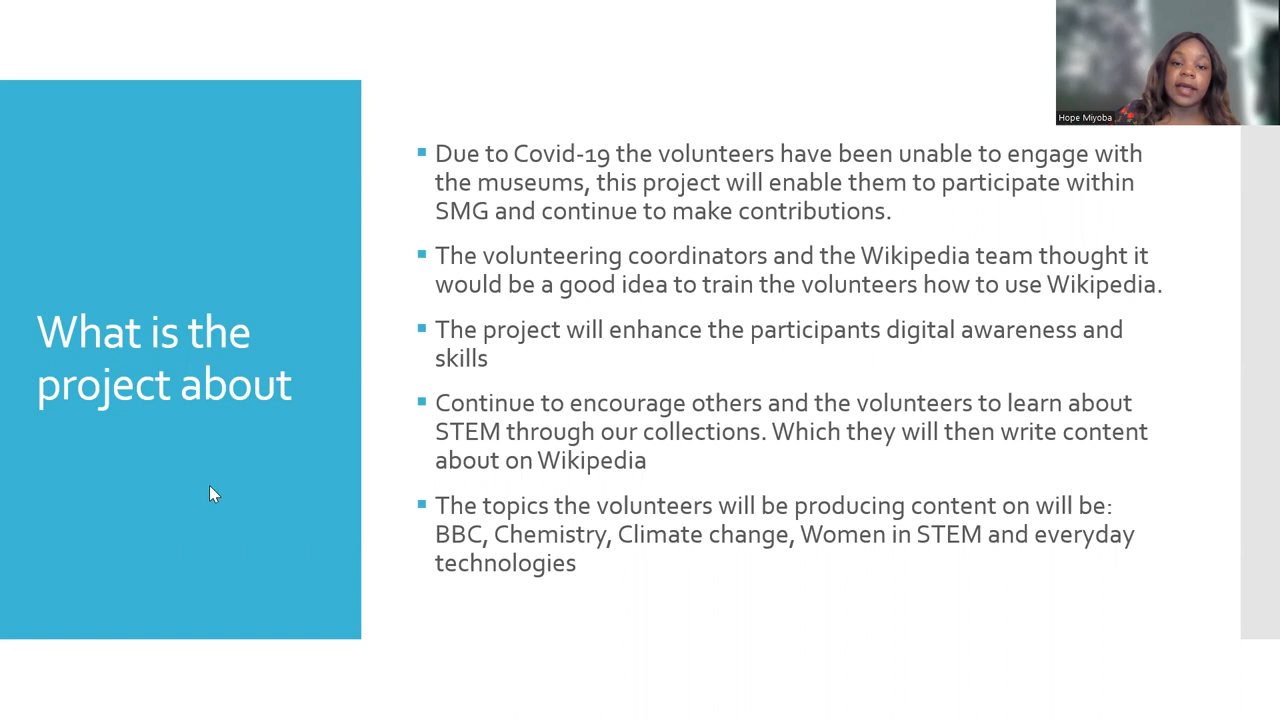 Hope Miyoba
What is the
project about
Due to Covid-19 the volunteers have been unable to engage with
the museums, this project will enable them to participate within
SMG and continue to make contributions.
The volunteering coordinators and the Wikipedia team thought it
would be a good idea to train the volunteers how to use Wikipedia.
The project will enhance the participants digital awareness and
skills
Continue to encourage others and the volunteers to learn about
STEM through our collections. Which they will then write content
about on Wikipedia
The topics the volunteers will be producing content on will be:
BBC, Chemistry, Climate change, Women in STEM and everyday
technologies